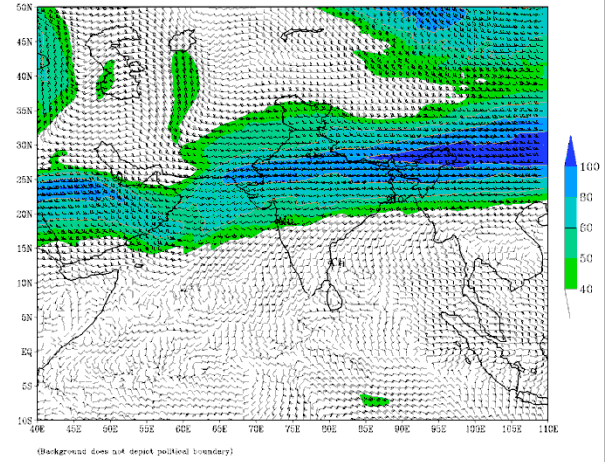 50N
45N
40N
35N
30N
25N
20N
15N
10N
5N
EQ
5S
10S
40E 45E 50E 55E 60E 65E 70E 75E 80E 85E 90E 95E 100E 105E 110E
100
80
60
50
40
(Background does not depict political boundary)